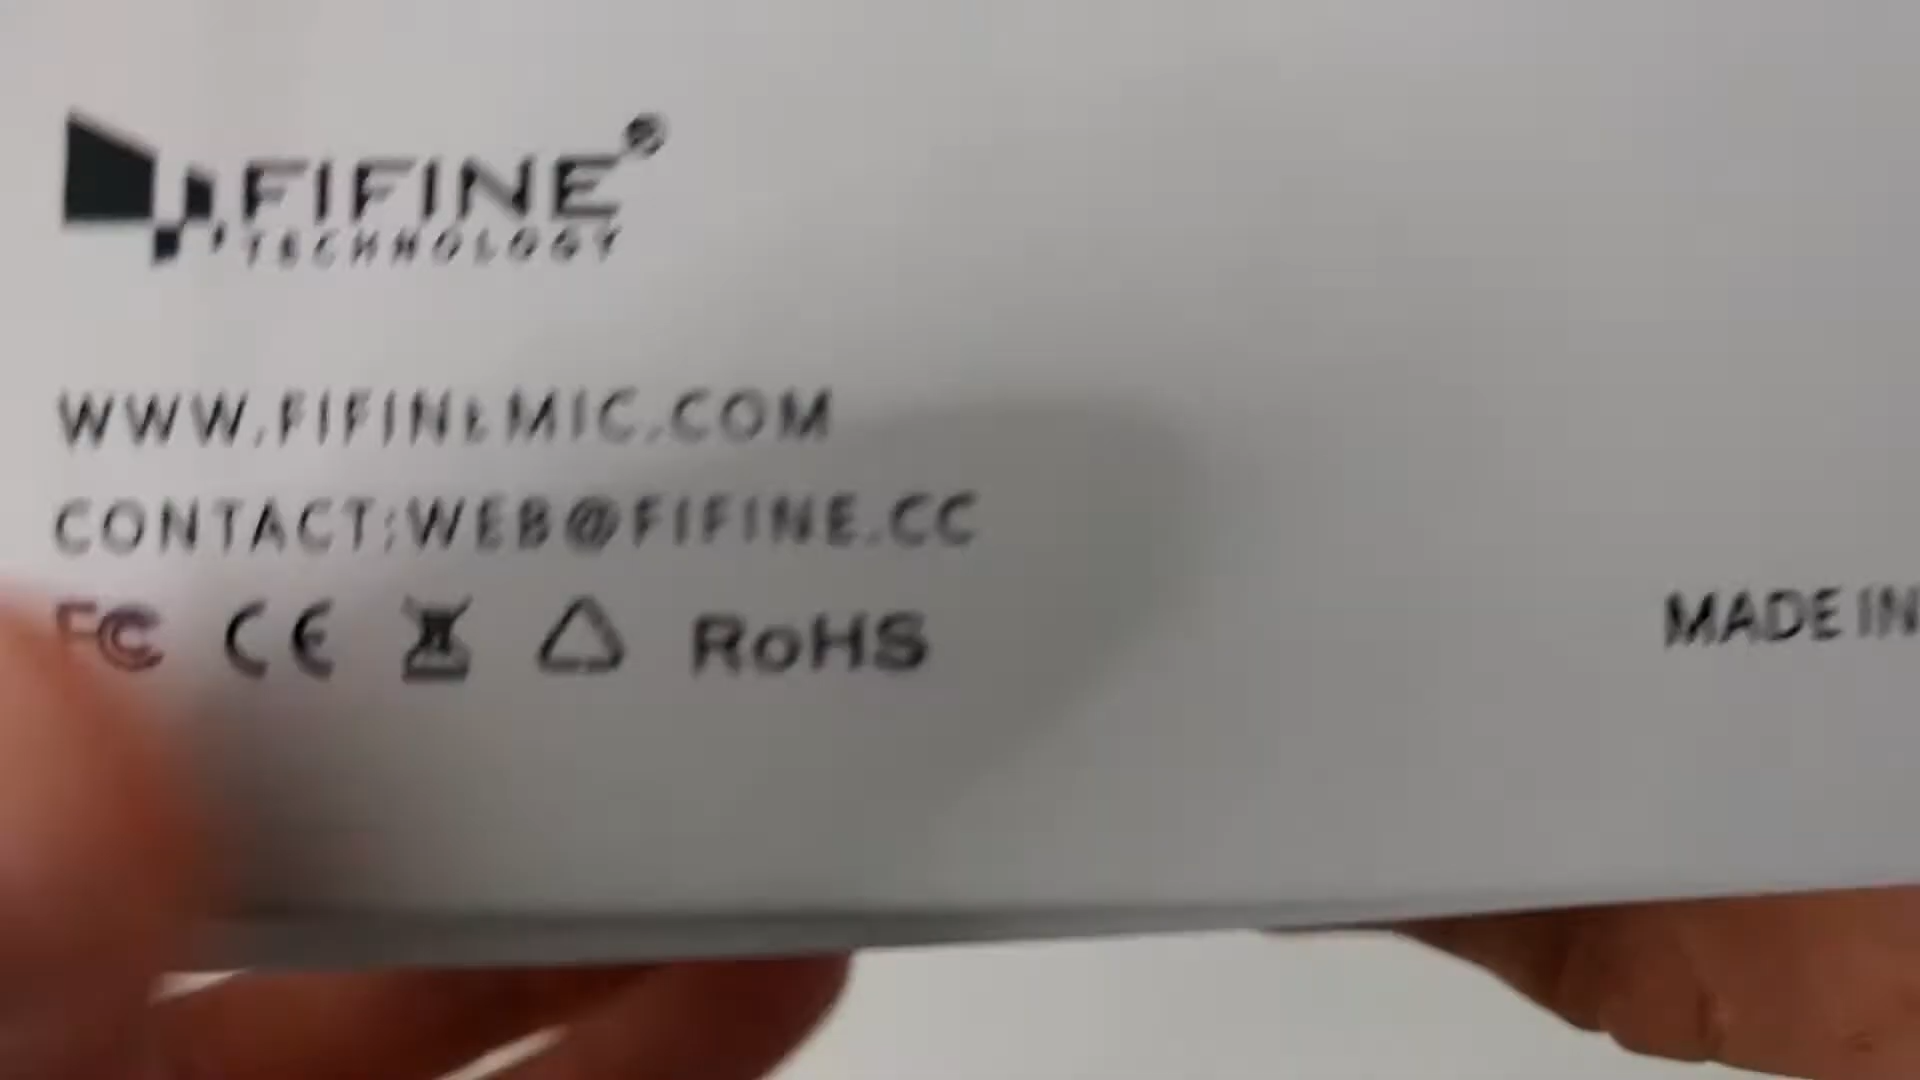 FIFINE®
TECHNOLOGY
WWW.FIFINEMIC.COM
CONTACT:WEB@FIFINE.CC
FC CE RoHS
MADE IN